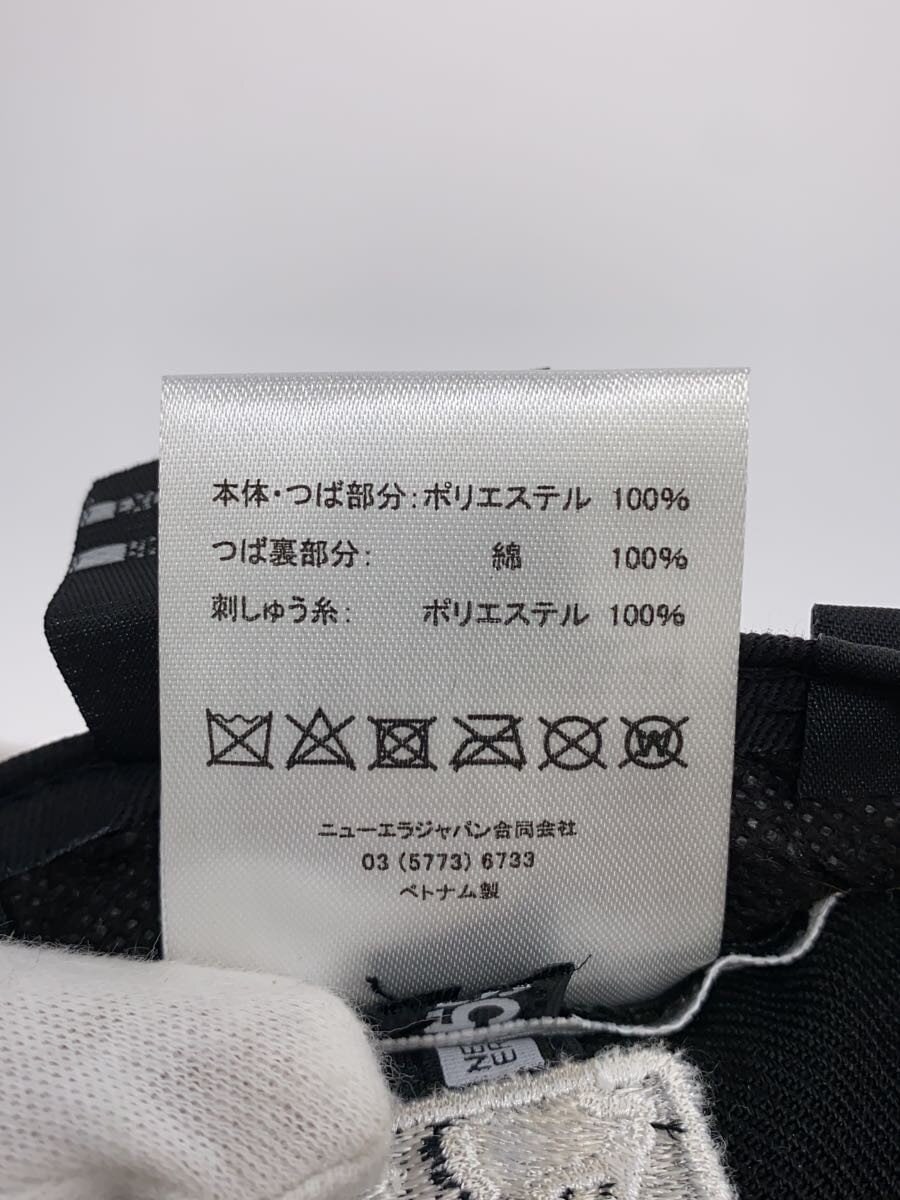 本体・つば部分:ポリエステル 100%
つば裏部分: 綿 100%
刺しゅう糸: ポリエステル 100%
ニューエラジャパン合同会社
03 (5773) 6733
ベトナム製